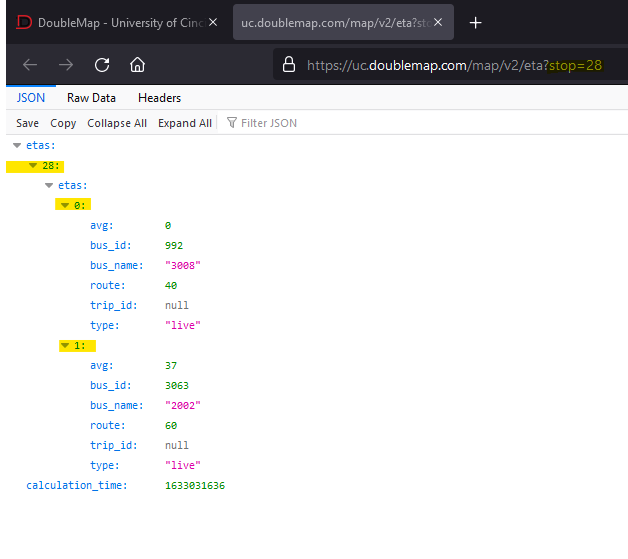 DoubleMap - University of Cinc
uc.doublemap.com/map/v2/eta?sto
https://uc.doublemap.com/map/v2/eta?stop=28
JSON Raw Data Headers
Save Copy Collapse All Expand All Filter JSON
etas:
28:
etas:
0:
avg: 0
bus_id: 992
bus_name: "3008"
route: 40
trip_id: null
type: "live"
1:
avg: 37
bus_id: 3063
bus_name: "2002"
route: 60
trip_id: null
type: "live"
calculation_time: 1633031636